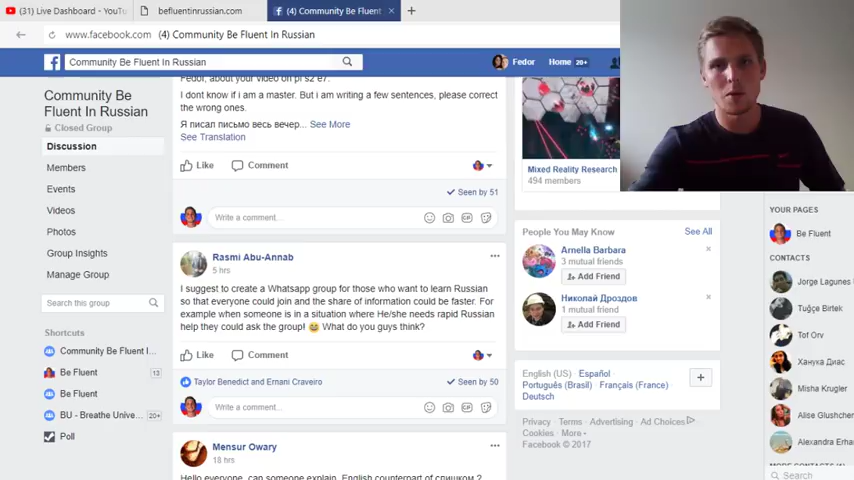 (31) Live Dashboard - YouTu
befluentinrussian.com
(4) Community Be Fluent
www.facebook.com
(4) Community Be Fluent In Russian
Community Be Fluent In Russian
Fedor
Home 20+
Community Be
Fluent In Russian
Closed Group
Discussion
Members
Events
Videos
Photos
Group Insights
Manage Group
Search this group
Shortcuts
Community Be Fluent I...
Be Fluent 13
Be Fluent
BU - Breathe Unive... 20+
Poll
Fedor, about your video on pl s2 e7.
I dont know if i am a master. But i am writing a few sentences, please correct
the wrong ones.
Я писал письмо весь вечер... See More
See Translation
Like Comment
Seen by 51
Write a comment...
Rasmi Abu-Annab
5 hrs
I suggest to create a Whatsapp group for those who want to learn Russian
so that everyone could join and the share of information could be faster. For
example when someone is in a situation where He/she needs rapid Russian
help they could ask the group! 😂 What do you guys think?
Like Comment
Taylor Benedict and Ernani Craveiro Seen by 50
Write a comment...
Mensur Owary
18 hrs
Hello everyone, can someone explain, English counterpart of слишком ?
Mixed Reality Research
494 members
People You May Know
See All
Arnella Barbara
3 mutual friends
Add Friend
Николай Дроздов
1 mutual friend
Add Friend
English (US) · Español
Português (Brasil) · Français (France) ·
Deutsch
Privacy · Terms · Advertising · Ad Choices
Cookies · More
Facebook © 2017
YOUR PAGES
Be Fluent
CONTACTS
Jorge Lagunes
Tuğçe Birtek
Tof Orv
Ханука Диас
Misha Krugler
Alise Glushcher
Alexandra Erha
Search